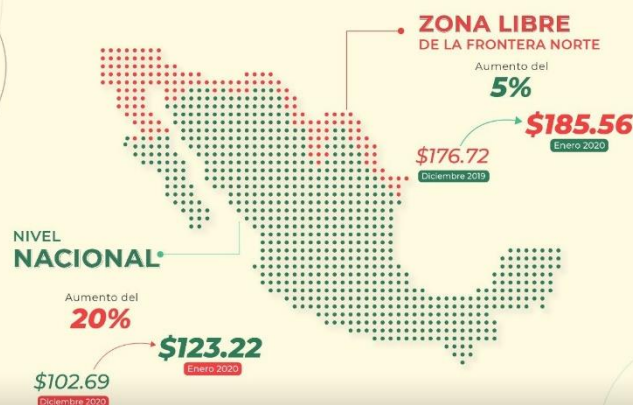 ZONA LIBRE
DE LA FRONTERA NORTE
Aumento del
5%
$185.56
Enero 2020
$176.72
Diciembre 2019
NIVEL
NACIONAL
Aumento del
20%
$123.22
Enero 2020
$102.69
Diciembre 2020